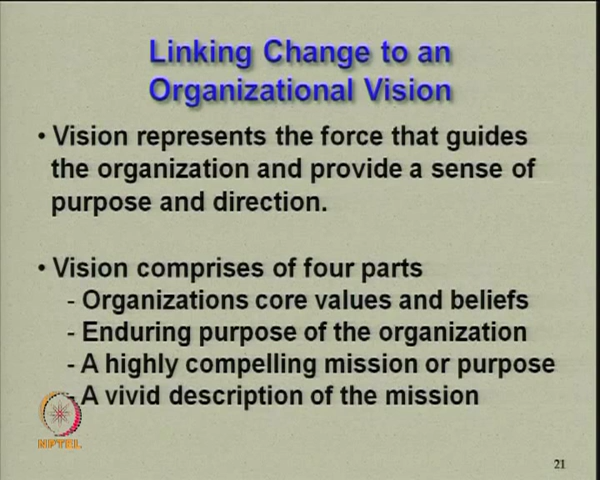 Linking Change to an
Organizational Vision
• Vision represents the force that guides
the organization and provide a sense of
purpose and direction.
• Vision comprises of four parts
- Organizations core values and beliefs
- Enduring purpose of the organization
- A highly compelling mission or purpose
- A vivid description of the mission
NPTEL
21